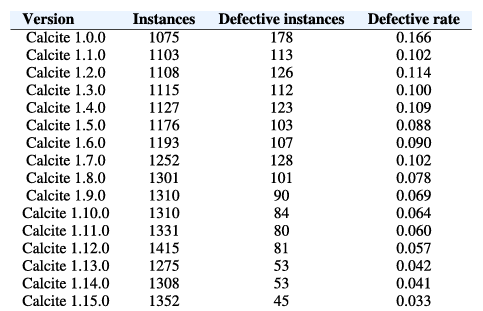 Version Instances Defective instances Defective rate
Calcite 1.0.0 1075 178 0.166
Calcite 1.1.0 1103 113 0.102
Calcite 1.2.0 1108 126 0.114
Calcite 1.3.0 1115 112 0.100
Calcite 1.4.0 1127 123 0.109
Calcite 1.5.0 1176 103 0.088
Calcite 1.6.0 1193 107 0.090
Calcite 1.7.0 1252 128 0.102
Calcite 1.8.0 1301 101 0.078
Calcite 1.9.0 1310 90 0.069
Calcite 1.10.0 1310 84 0.064
Calcite 1.11.0 1331 80 0.060
Calcite 1.12.0 1415 81 0.057
Calcite 1.13.0 1275 53 0.042
Calcite 1.14.0 1308 53 0.041
Calcite 1.15.0 1352 45 0.033